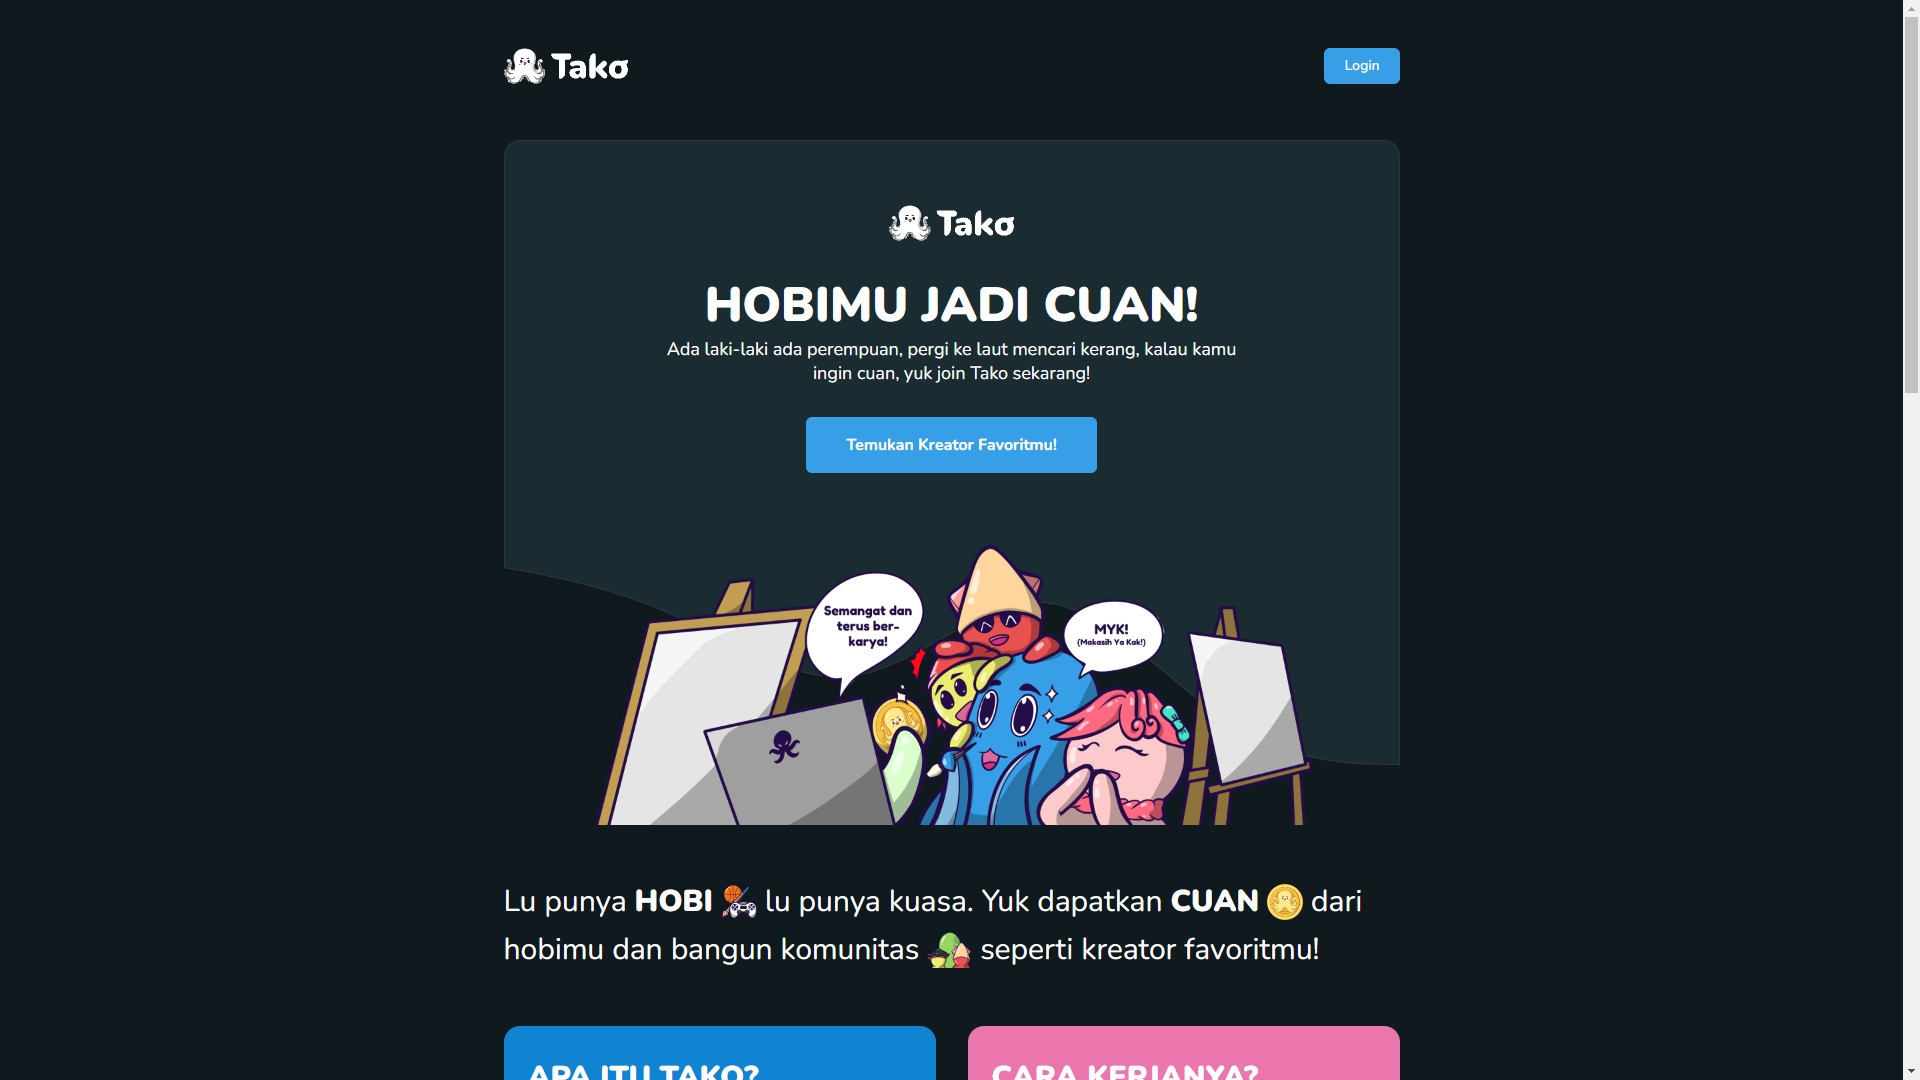 Tako
Login
Tako
HOBIMU JADI CUAN!
Ada laki-laki ada perempuan, pergi ke laut mencari kerang, kalau kamu
ingin cuan, yuk join Tako sekarang!
Temukan Kreator Favoritmu!
Semangat dan
terus ber-
karya!
MYK!
(Makasih Ya Kak!)
Lu punya HOBI lu punya kuasa. Yuk dapatkan CUAN dari
hobimu dan bangun komunitas seperti kreator favoritmu!
APA ITU TAKO?
CARA KERJANYA?